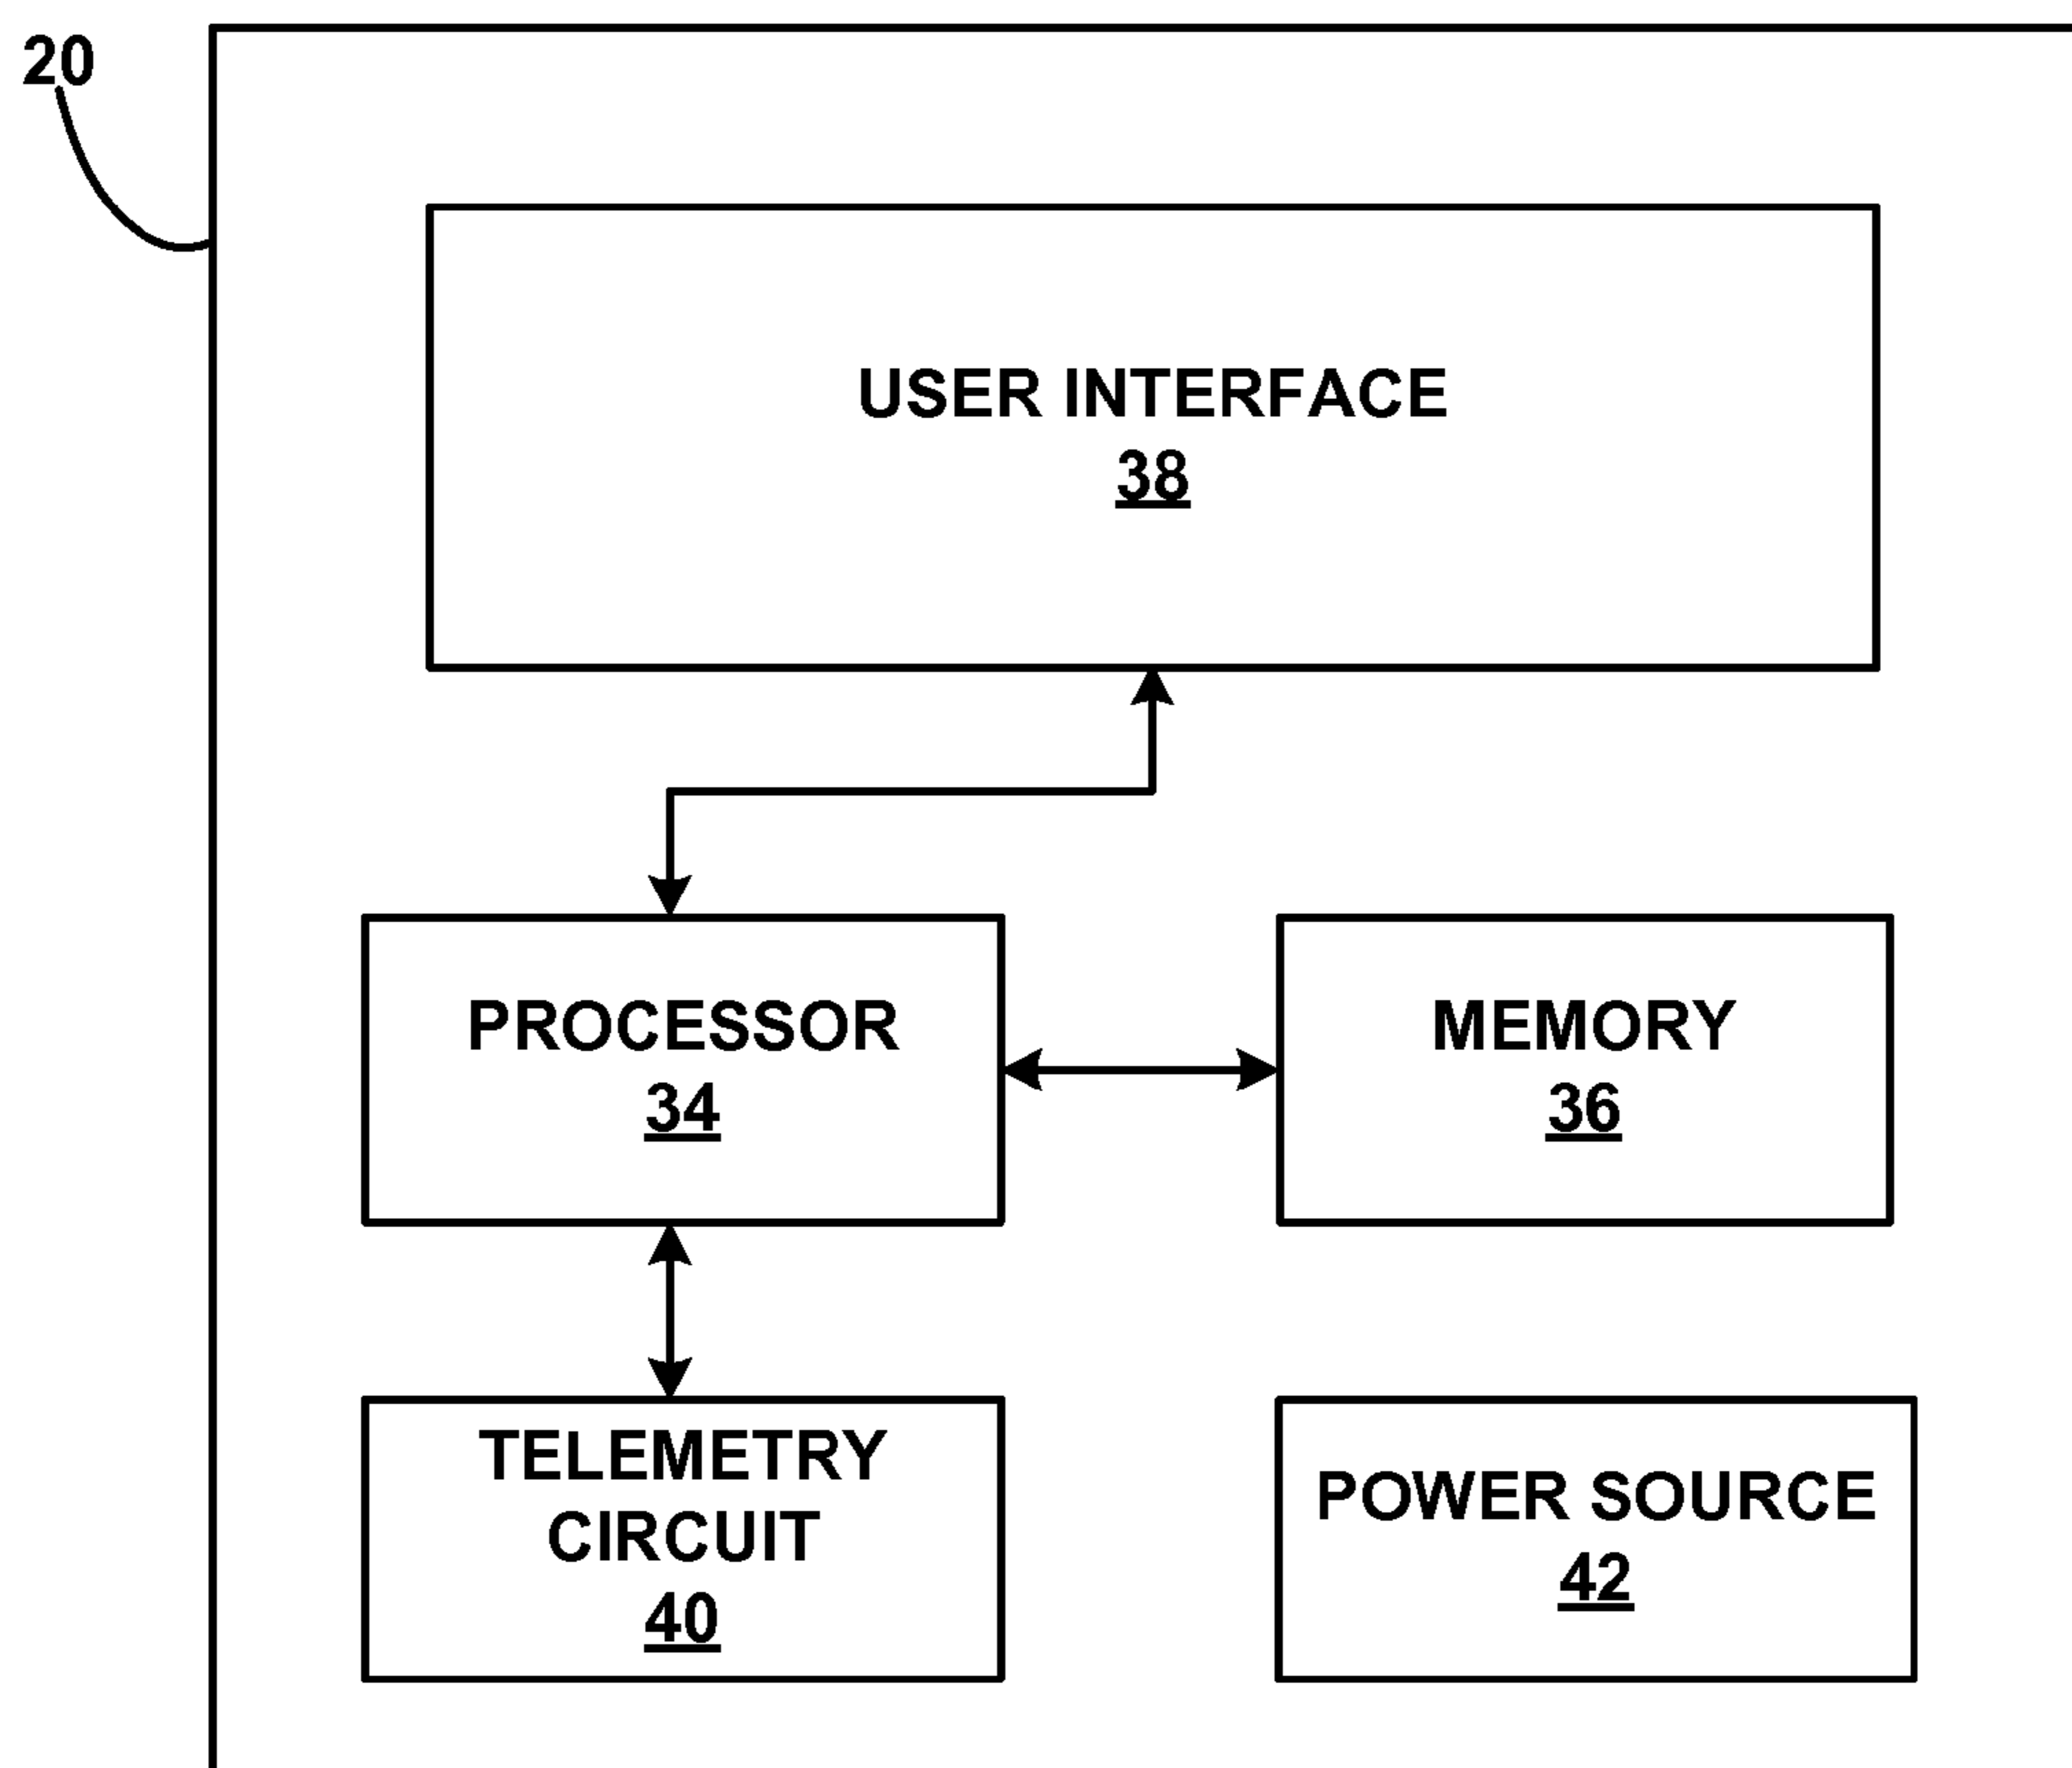 20
USER INTERFACE
38
PROCESSOR
34
MEMORY
36
TELEMETRY
CIRCUIT
40
POWER SOURCE
42